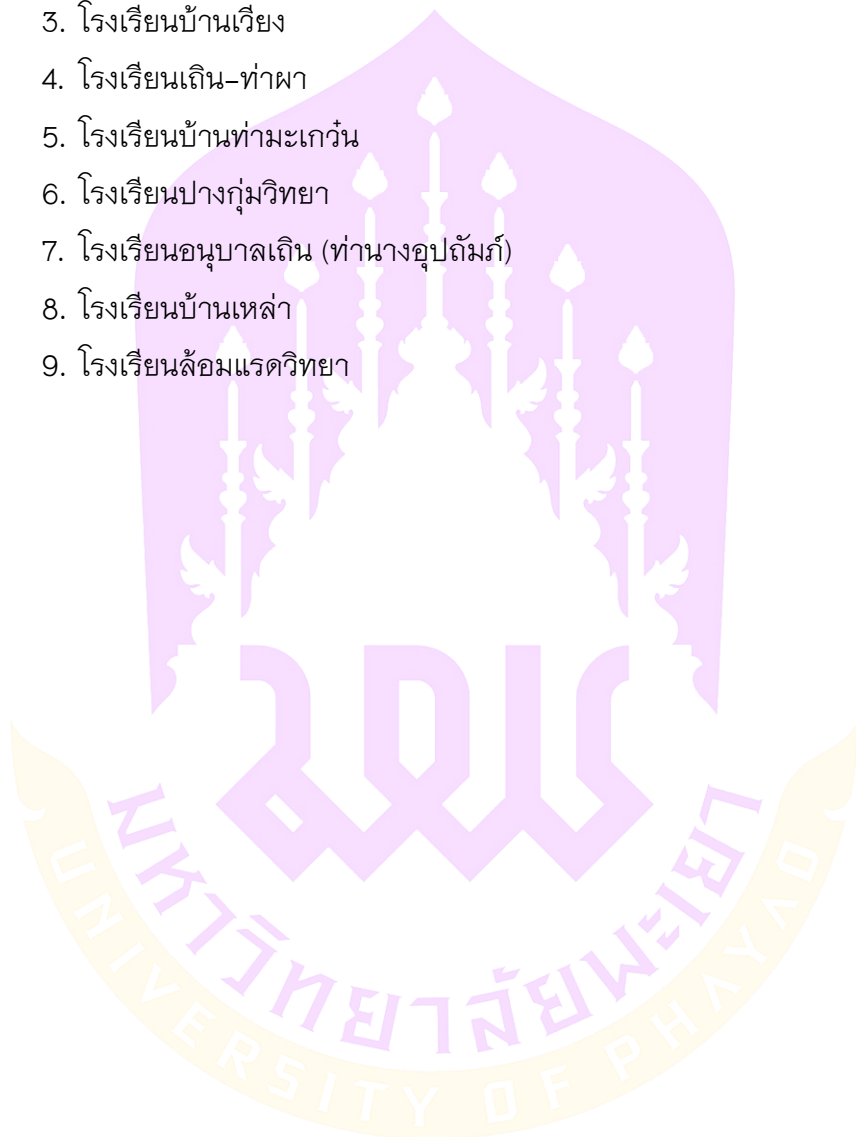 3. โรงเรียนบ้านเวียง
4. โรงเรียนเถิน-ท่าผา
5. โรงเรียนบ้านท่ามะเกว๋น
6. โรงเรียนปางกุ่มวิทยา
7. โรงเรียนอนุบาลเถิน (ท่านางอุปถัมภ์)
8. โรงเรียนบ้านเหล่า
9. โรงเรียนล้อมแรดวิทยา
มหาวิทยาลัยพะเยา
UNIVERSITY OF PHAYAO